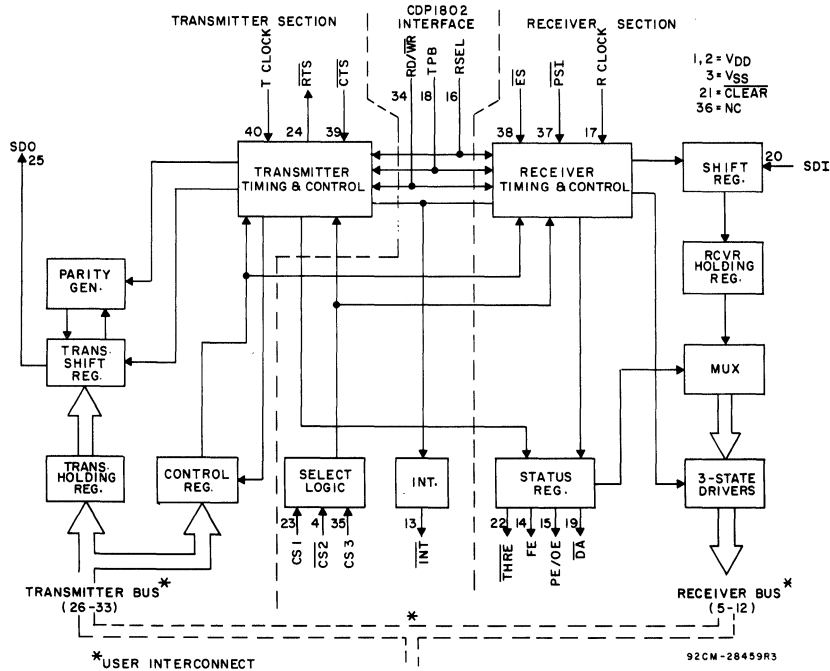 TRANSMITTER SECTION
CDP1802
INTERFACE
RECEIVER SECTION
T CLOCK
RTS
CTS
RD/WR
TPB
RSEL
ES
PSI
R CLOCK
1, 2 = VDD
3 = VSS
21 = CLEAR
36 = NC
34
18
16
40
24
39
38
37
17
SDO
25
TRANSMITTER
TIMING & CONTROL
RECEIVER
TIMING & CONTROL
SHIFT
REG.
20
SDI
PARITY
GEN.
RCVR
HOLDING
REG.
TRANS.
SHIFT
REG.
MUX
TRANS.
HOLDING
REG.
CONTROL
REG.
SELECT
LOGIC
INT.
STATUS
REG.
3-STATE
DRIVERS
23
4
35
13
22
14
15
19
CS1
CS2
CS3
INT
THRE
FE
PE/OE
DA
TRANSMITTER BUS*
(26-33)
RECEIVER BUS*
(5-12)
*
*USER INTERCONNECT
92CM-28459R3